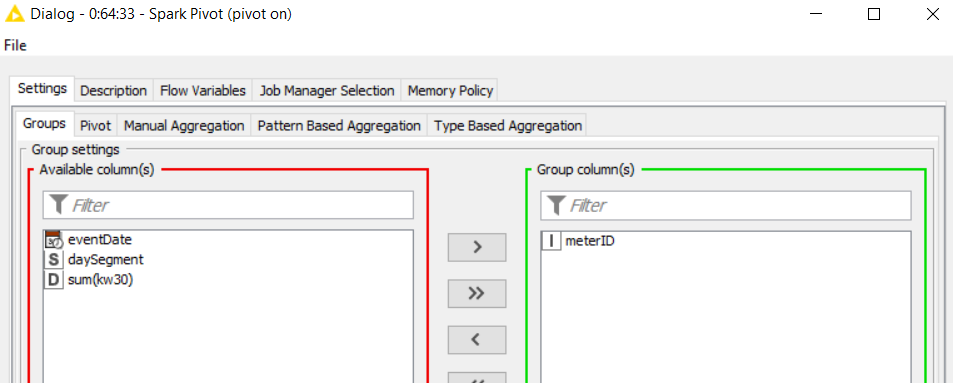 Dialog - 0:64:33 - Spark Pivot (pivot on)
File
Settings Description Flow Variables Job Manager Selection Memory Policy
Groups Pivot Manual Aggregation Pattern Based Aggregation Type Based Aggregation
Group settings
Available column(s) Group column(s)
Filter Filter
eventDate > I meterID
S daySegment
D sum(kw30)
>>
<